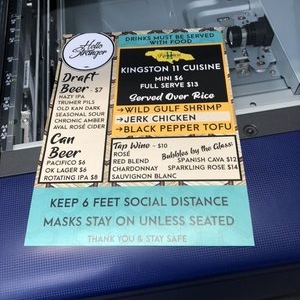 Hello Stranger
Draft Beer - $7
HAZY IPA
TRUMER PILS
OLD KAN DARK
SEASONAL SOUR
CHRONIC AMBER
AVAL ROSÉ CIDER
Can Beer
PACIFICO $6
OK LAGER $6
ROTATING IPA $8
DRINKS MUST BE SERVED WITH FOOD
KINGSTON 11 CUISINE
MINI $6
FULL SERVE $13
Served Over Rice
→WILD GULF SHRIMP
→JERK CHICKEN
→BLACK PEPPER TOFU
Tap Wine - $10
ROSÉ
RED BLEND
CHARDONNAY
SAUVIGNON BLANC
Bubbles by the Glass:
SPANISH CAVA $12
SPARKLING ROSE $14
KEEP 6 FEET SOCIAL DISTANCE
MASKS STAY ON UNLESS SEATED
THANK YOU & STAY SAFE